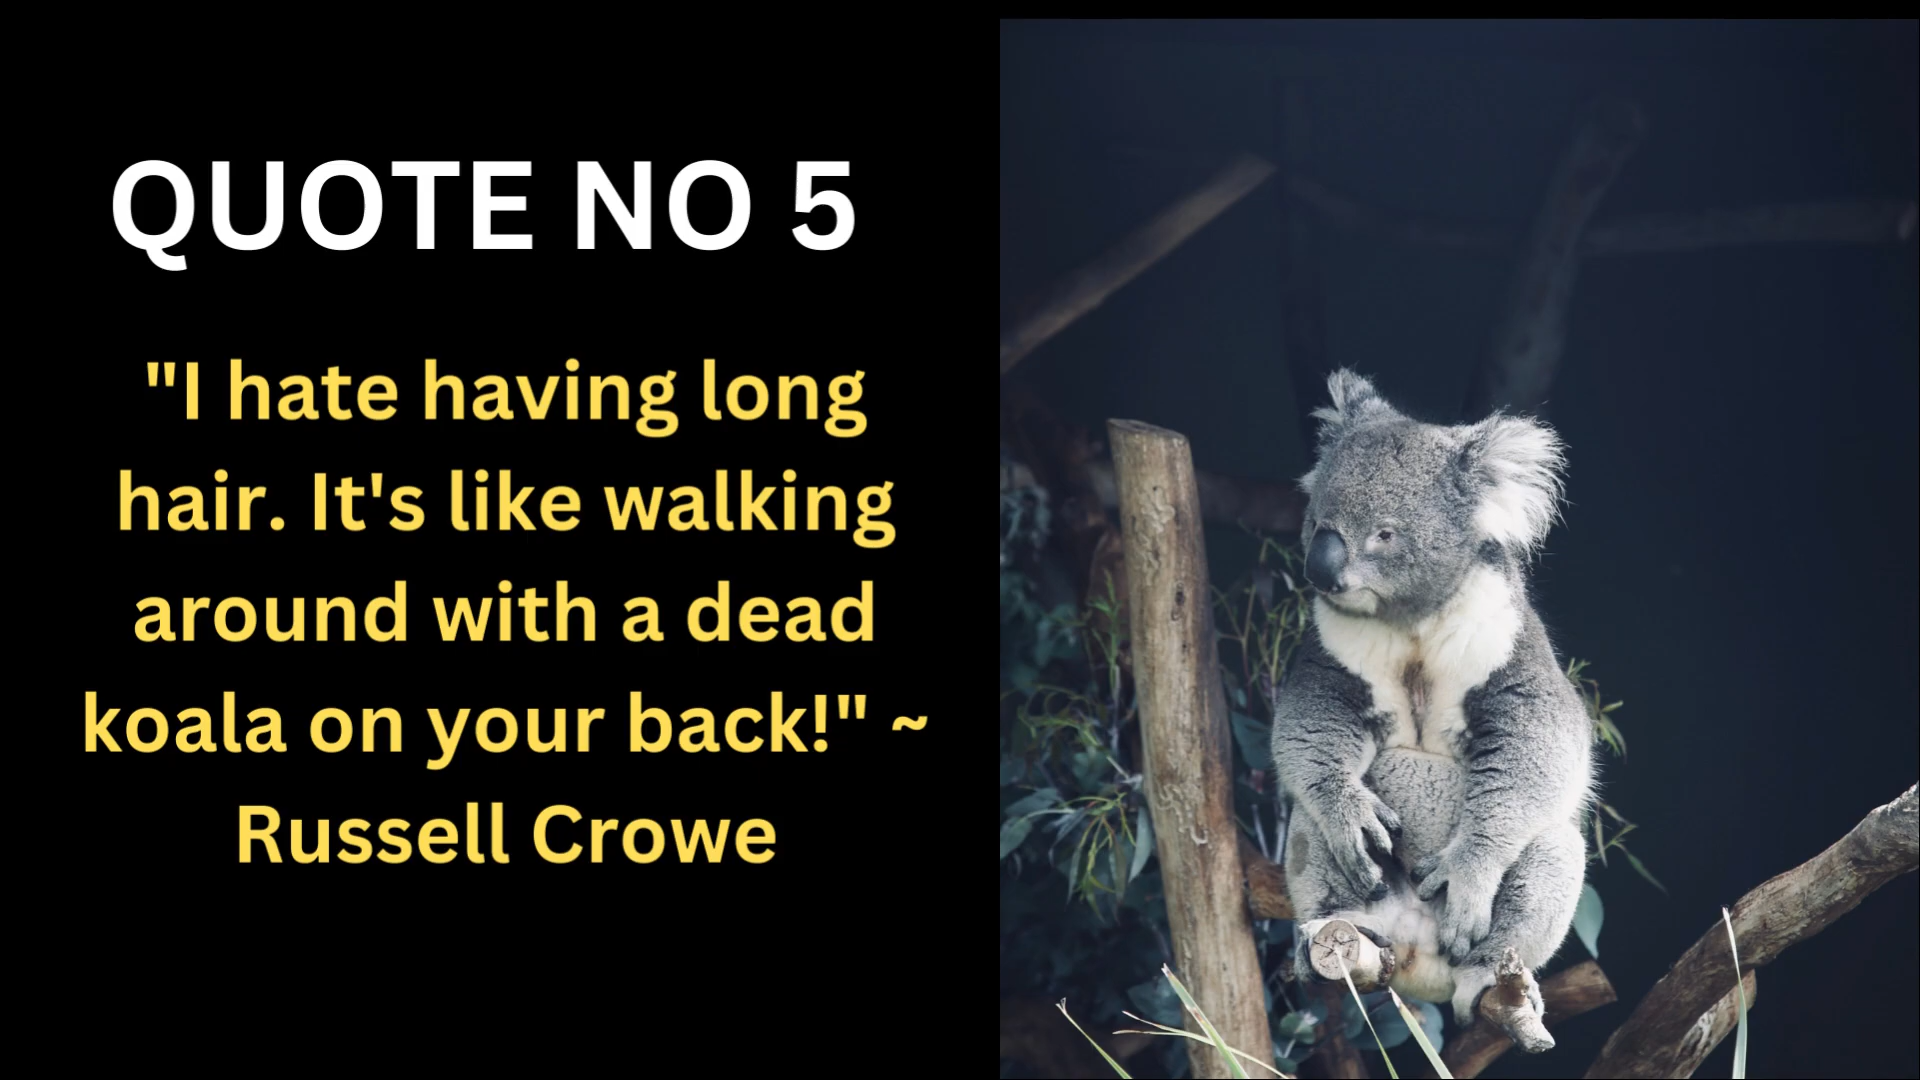 QUOTE NO 5
"I hate having long
hair. It's like walking
around with a dead
koala on your back!" ~
Russell Crowe